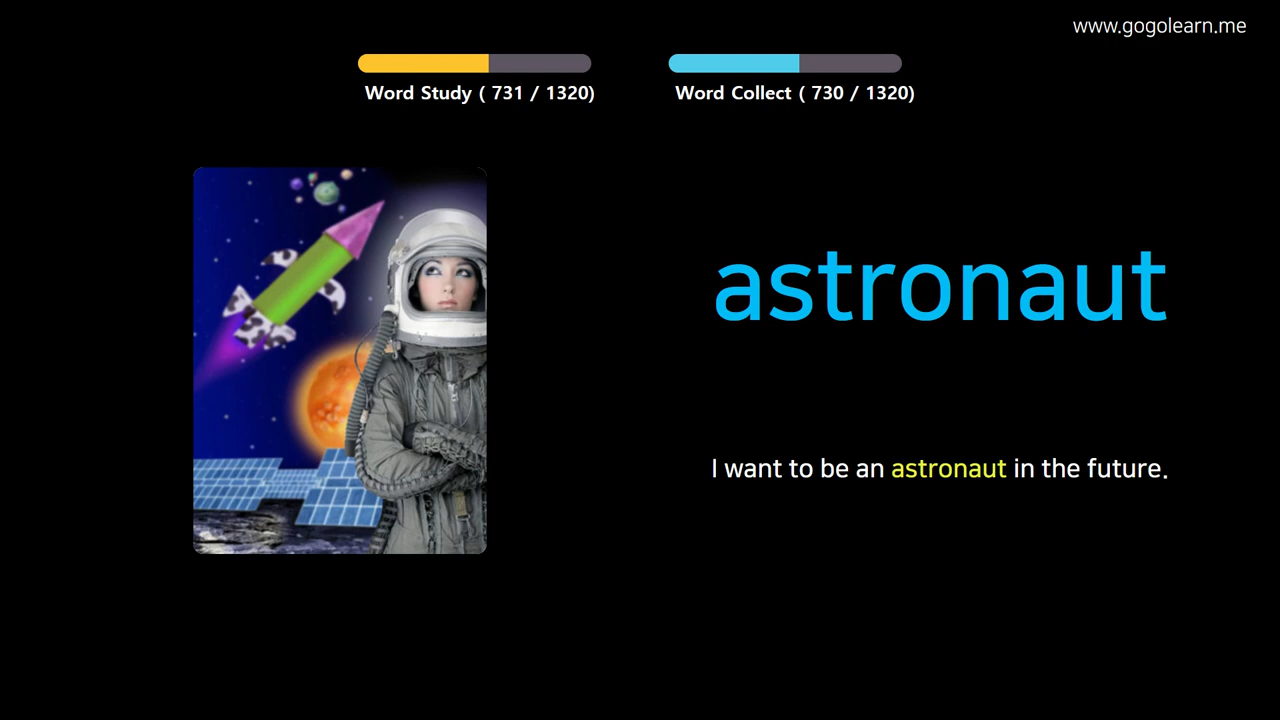 www.gogolearn.me
Word Study ( 731 / 1320)
Word Collect ( 730 / 1320)
astronaut
I want to be an astronaut in the future.